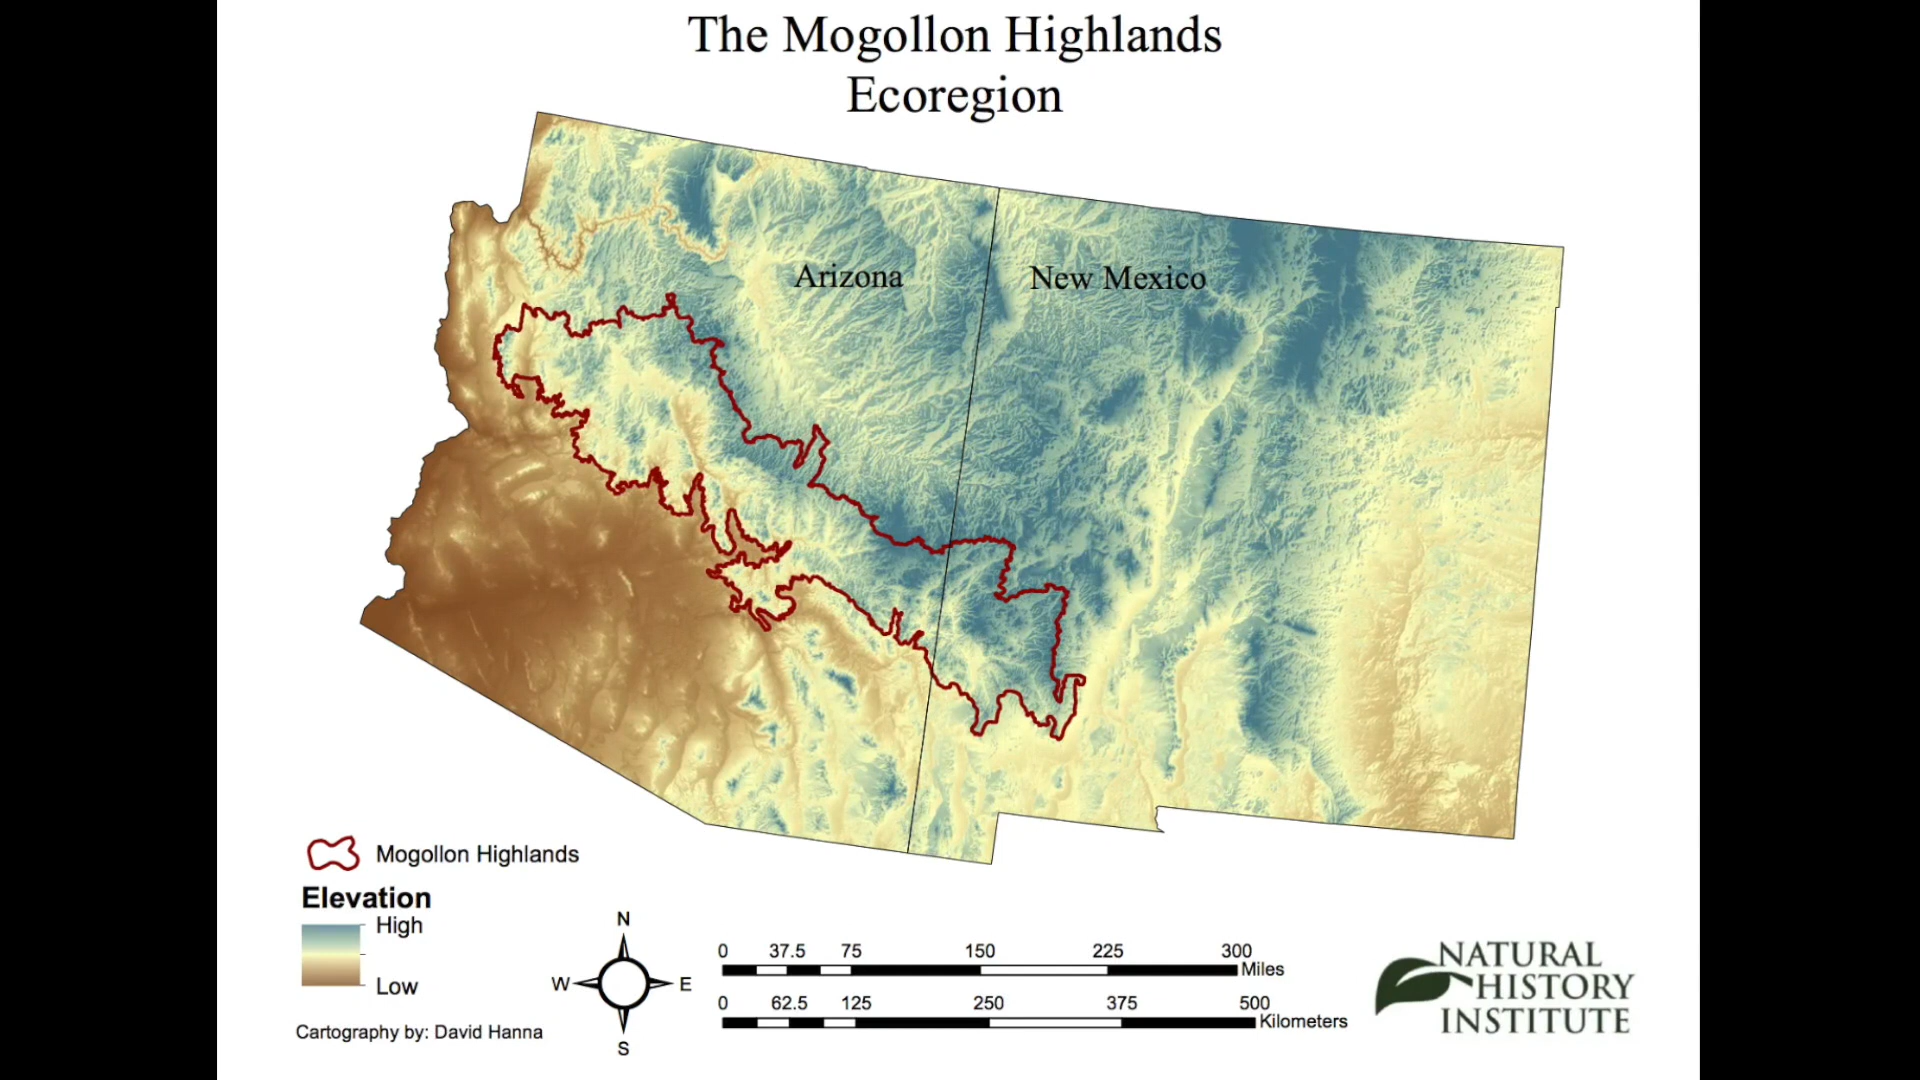 The Mogollon Highlands
Ecoregion
Arizona
New Mexico
Mogollon Highlands
Elevation
High
Low
Cartography by: David Hanna
N
W
E
S
0 37.5 75 150 225 300
Miles
0 62.5 125 250 375 500
Kilometers
NATURAL
HISTORY
INSTITUTE